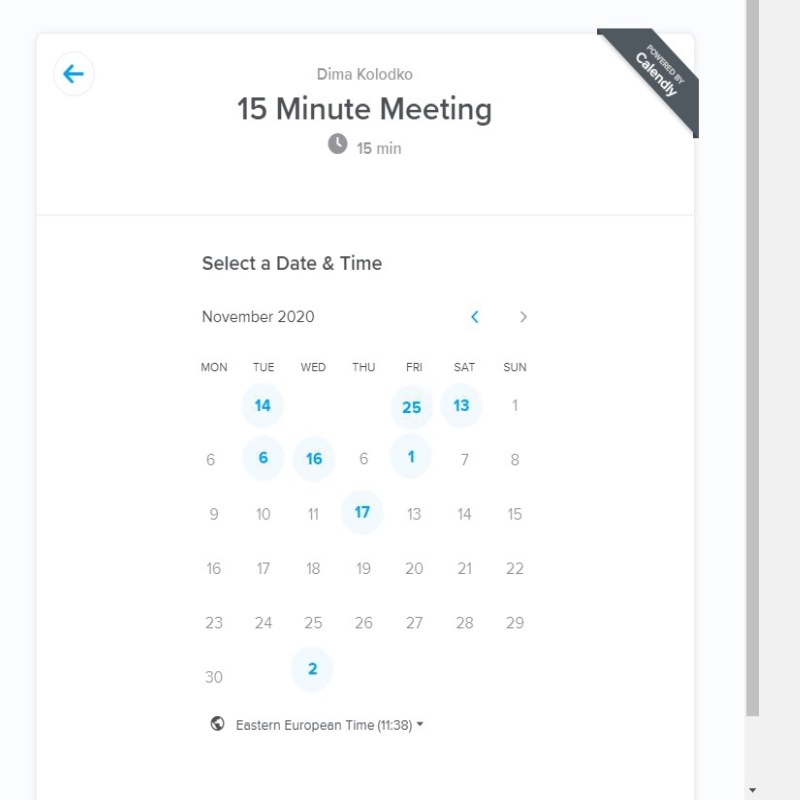 POWERED BY
Calendly
Dima Kolodko
15 Minute Meeting
15 min
Select a Date & Time
November 2020
MON TUE WED THU FRI SAT SUN
14 25 13 1
6 6 16 6 1 7 8
9 10 11 17 13 14 15
16 17 18 19 20 21 22
23 24 25 26 27 28 29
30 2
Eastern European Time (11:38)